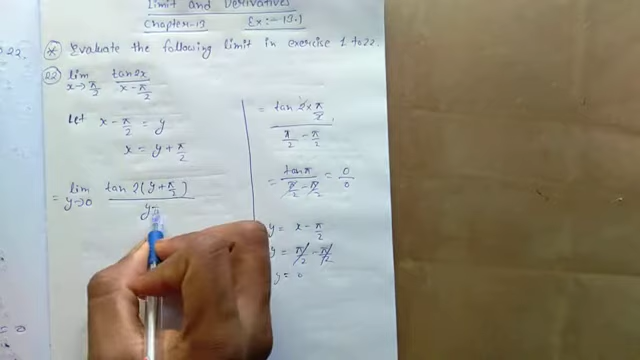 Limit and Derivatives
Chapter-13 Ex:-13.1
* Evaluate the following limit in exercise 1 to 22.
22) lim x→π/2 tan2x / x-π/2
Let x-π/2 = y
x = y+π/2
= lim y→0 tan 2(y+π/2) / y
= tan 2×π/2 / π/2 - π/2
= tanπ / π/2-π/2 = 0/0
y = x - π/2
y = π/2 - π/2
y = 0
022.